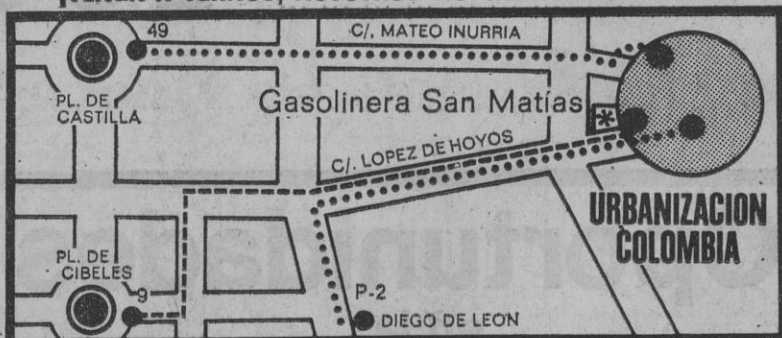 49
C/. MATEO INURRIA
PL. DE
CASTILLA
Gasolinera San Matías
*
C/. LOPEZ DE HOYOS
URBANIZACION
COLOMBIA
PL. DE
CIBELES
9
P-2
DIEGO DE LEON